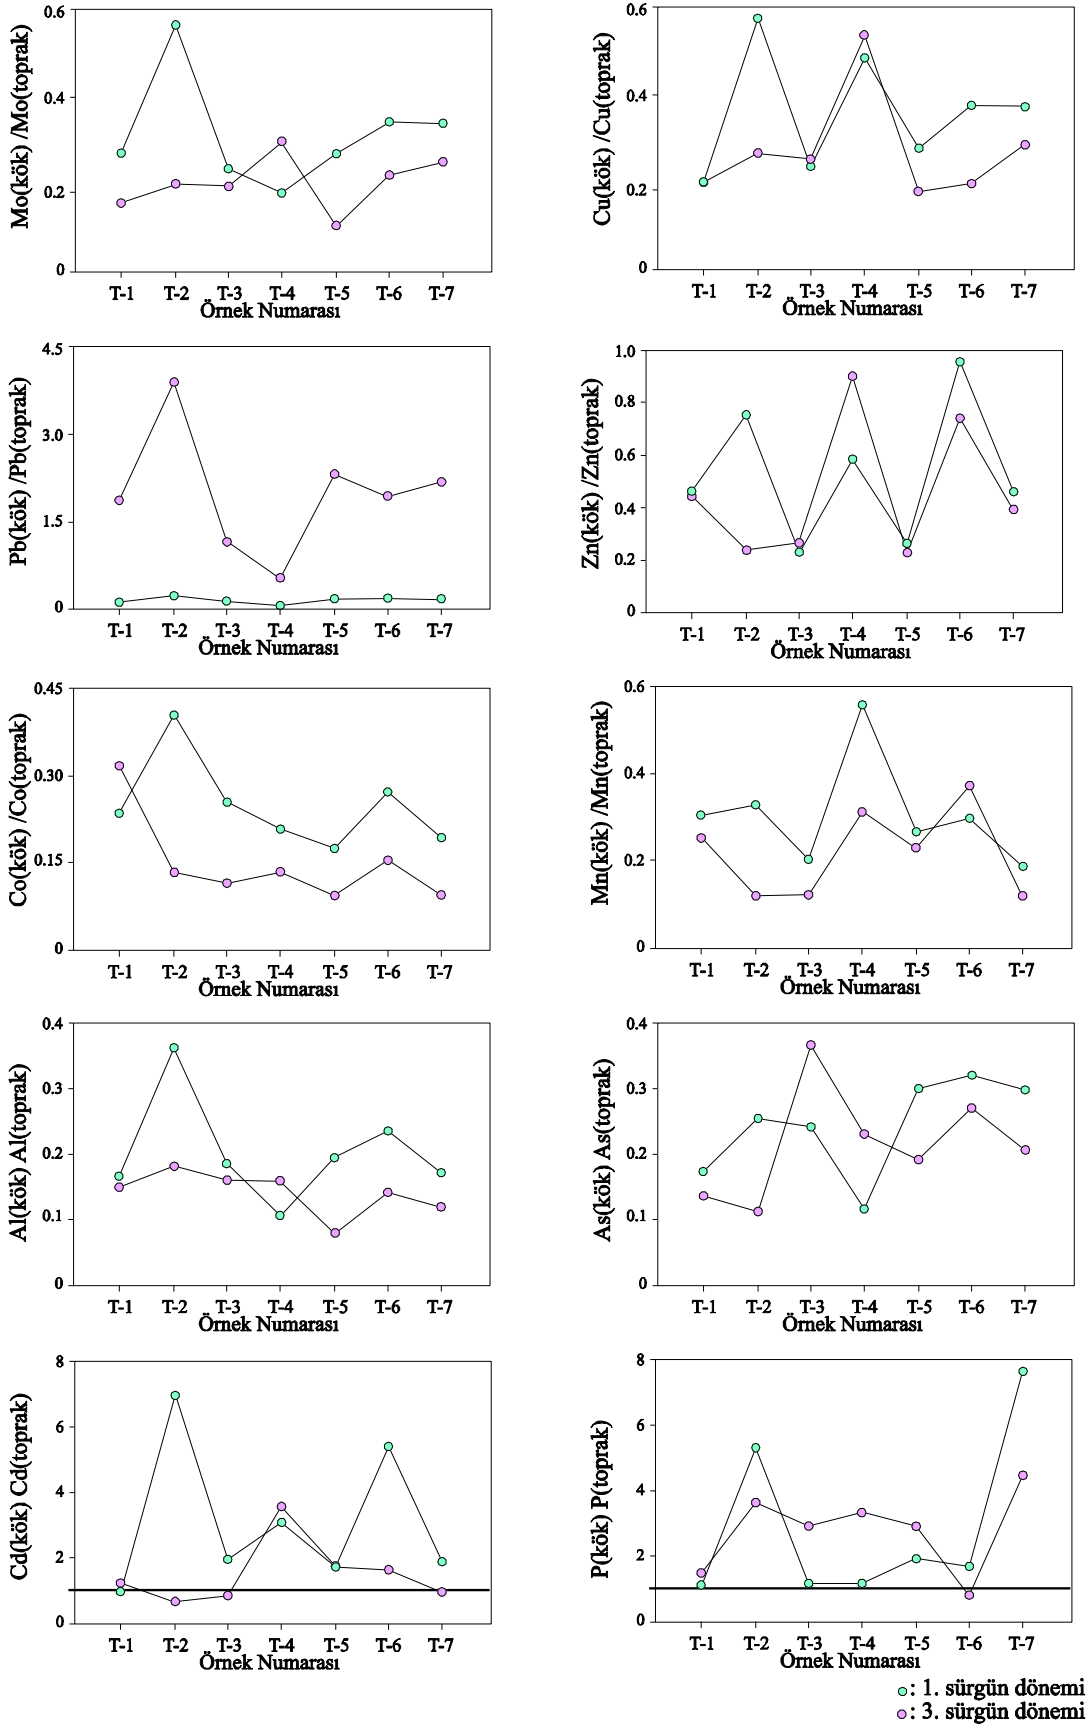 Mo(kök) /Mo(toprak)
0.6
0.4
0.2
0
T-1 T-2 T-3 T-4 T-5 T-6 T-7
Örnek Numarası
Cu(kök) /Cu(toprak)
0.6
0.4
0.2
0
T-1 T-2 T-3 T-4 T-5 T-6 T-7
Örnek Numarası
Pb(kök) /Pb(toprak)
4.5
3.0
1.5
0
T-1 T-2 T-3 T-4 T-5 T-6 T-7
Örnek Numarası
Zn(kök) /Zn(toprak)
1.0
0.8
0.6
0.4
0.2
0
T-1 T-2 T-3 T-4 T-5 T-6 T-7
Örnek Numarası
Co(kök) /Co(toprak)
0.45
0.30
0.15
0
T-1 T-2 T-3 T-4 T-5 T-6 T-7
Örnek Numarası
Mn(kök) /Mn(toprak)
0.6
0.4
0.2
0
T-1 T-2 T-3 T-4 T-5 T-6 T-7
Örnek Numarası
Al(kök) Al(toprak)
0.4
0.3
0.2
0.1
0
T-1 T-2 T-3 T-4 T-5 T-6 T-7
Örnek Numarası
As(kök) As(toprak)
0.4
0.3
0.2
0.1
0
T-1 T-2 T-3 T-4 T-5 T-6 T-7
Örnek Numarası
Cd(kök) Cd(toprak)
8
6
4
2
0
T-1 T-2 T-3 T-4 T-5 T-6 T-7
Örnek Numarası
P(kök) P(toprak)
8
6
4
2
0
T-1 T-2 T-3 T-4 T-5 T-6 T-7
Örnek Numarası
: 1. sürgün dönemi
: 3. sürgün dönemi